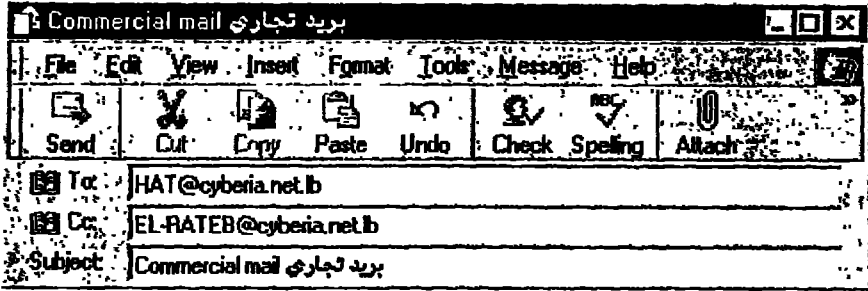 Commercial mail بريد تجاري
File Edit View Insert Format Tools Message Help
Send Cut Copy Paste Undo Check Spelling Attach »
To: HAT@cyberia.net.lb
Cc: EL-RATEB@cyberia.net.lb
Subject: Commercial mail بريد تجاري